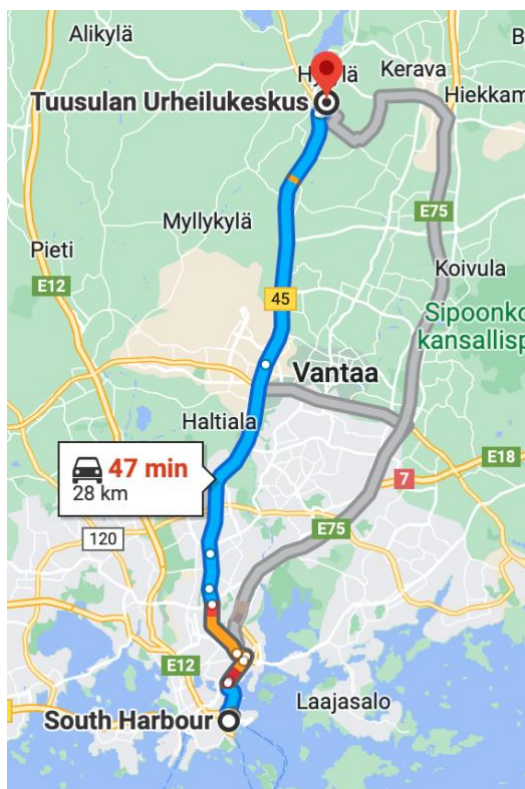 Alikylä
Kerava
Hiekkam
Tuusulan Urheilukeskus
Myllykylä
E75
Pieti
E12
45
Koivula
Sipoonko
kansallisp
Vantaa
Haltiala
47 min
28 km
E18
7
120
E75
E12
Laajasalo
South Harbour